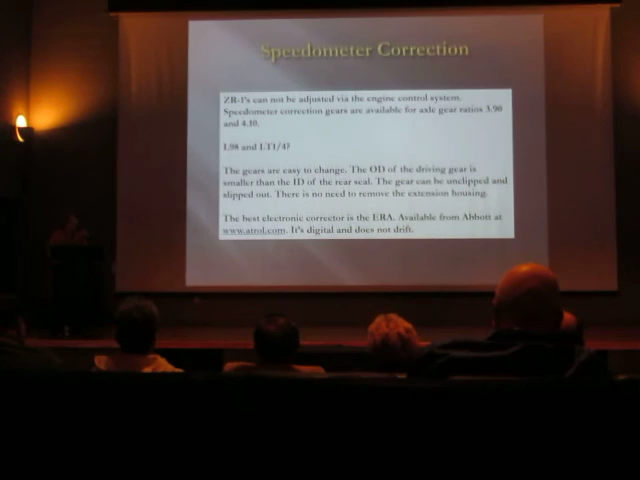 Speedometer Correction
ZR-1's can not be adjusted via the engine control system.
Speedometer correction gears are available for axle gear ratios 3.90
and 4.10.
L98 and LT1/4?
The gears are easy to change. The OD of the driving gear is
smaller than the ID of the rear seal. The gear can be unclipped and
slipped out. There is no need to remove the extension housing.
The best electronic corrector is the ERA. Available from Abbott at
www.atrol.com. It's digital and does not drift.